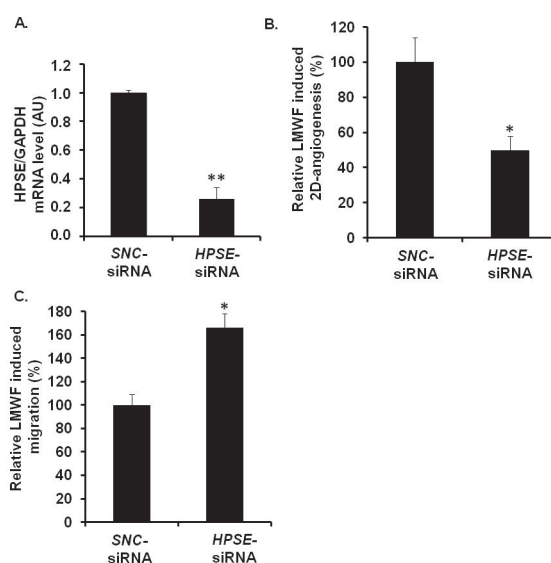 A.
HPSE/GAPDH
mRNA level (AU)
1.2
1.0
0.8
0.6
0.4
0.2
0.0
**
SNC-
siRNA
HPSE-
siRNA
B.
Relative LMWF induced
2D-angiogenesis (%)
140
120
100
80
60
40
20
0
*
SNC-
siRNA
HPSE-
siRNA
C.
Relative LMWF induced
migration (%)
180
160
140
120
100
80
60
40
20
0
*
SNC-
siRNA
HPSE-
siRNA